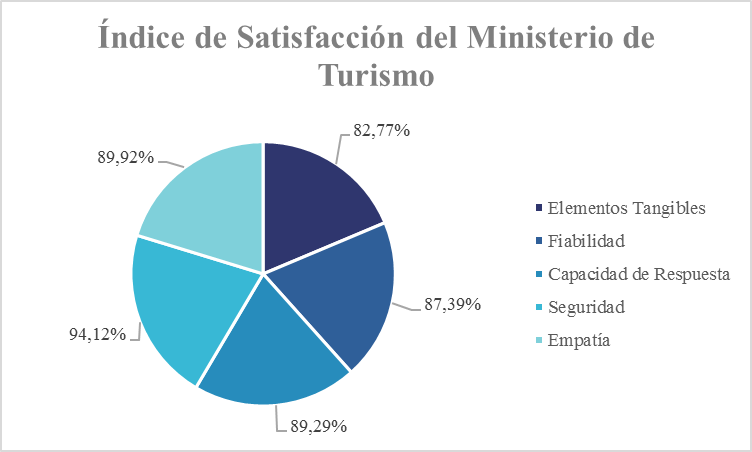 Índice de Satisfacción del Ministerio de
Turismo
82,77%
87,39%
89,29%
94,12%
89,92%
Elementos Tangibles
Fiabilidad
Capacidad de Respuesta
Seguridad
Empatía